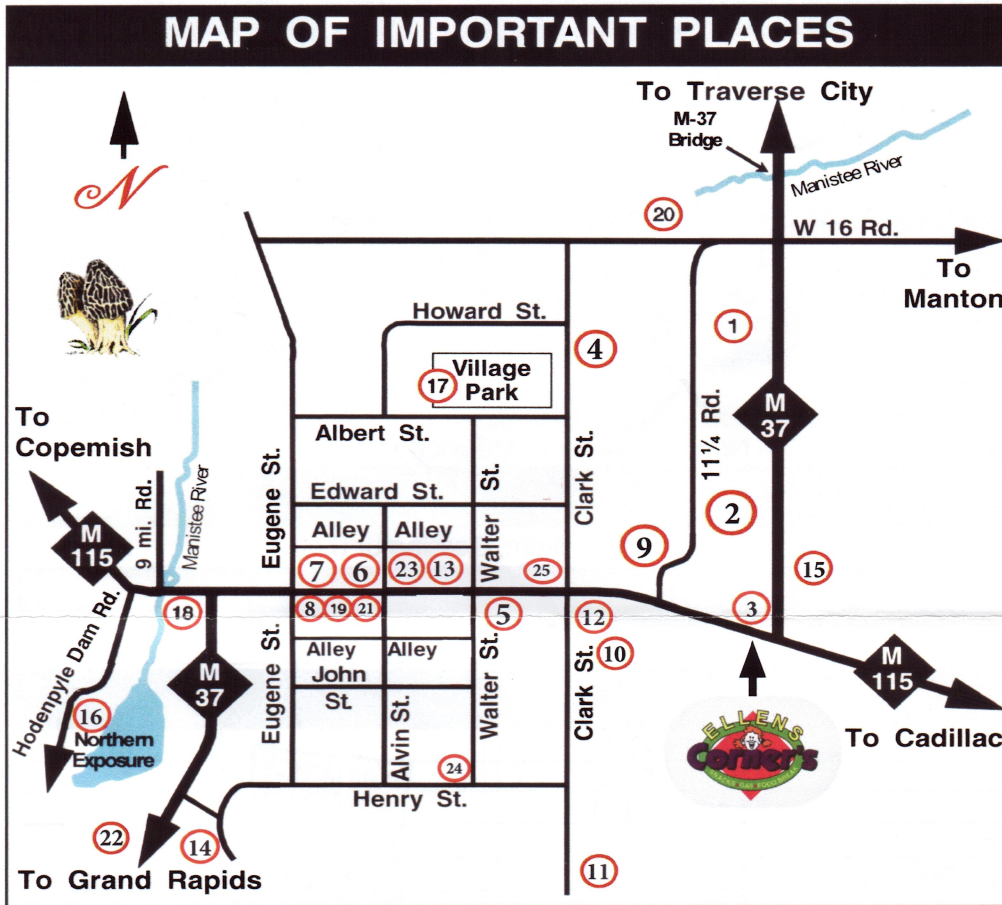 MAP OF IMPORTANT PLACES
To Traverse City
M-37
Bridge
Manistee River
N
20
W 16 Rd.
To
Manton
Howard St.
1
4
Village
Park
17
M
37
11¼ Rd.
To
Copemish
Albert St.
Eugene St.
Walter St.
Clark St.
9 mi. Rd.
Manistee River
Edward St.
2
M
115
Alley
Alley
9
7
6
23
13
25
15
18
8
19
21
5
12
3
Hodenpyle Dam Rd.
Alley
Alley
10
M
37
John
St.
Eugene St.
Alvin St.
Walter St.
Clark St.
M
115
16
Northern
Exposure
ELLENS
Corner's
To Cadillac
24
Henry St.
22
14
11
To Grand Rapids